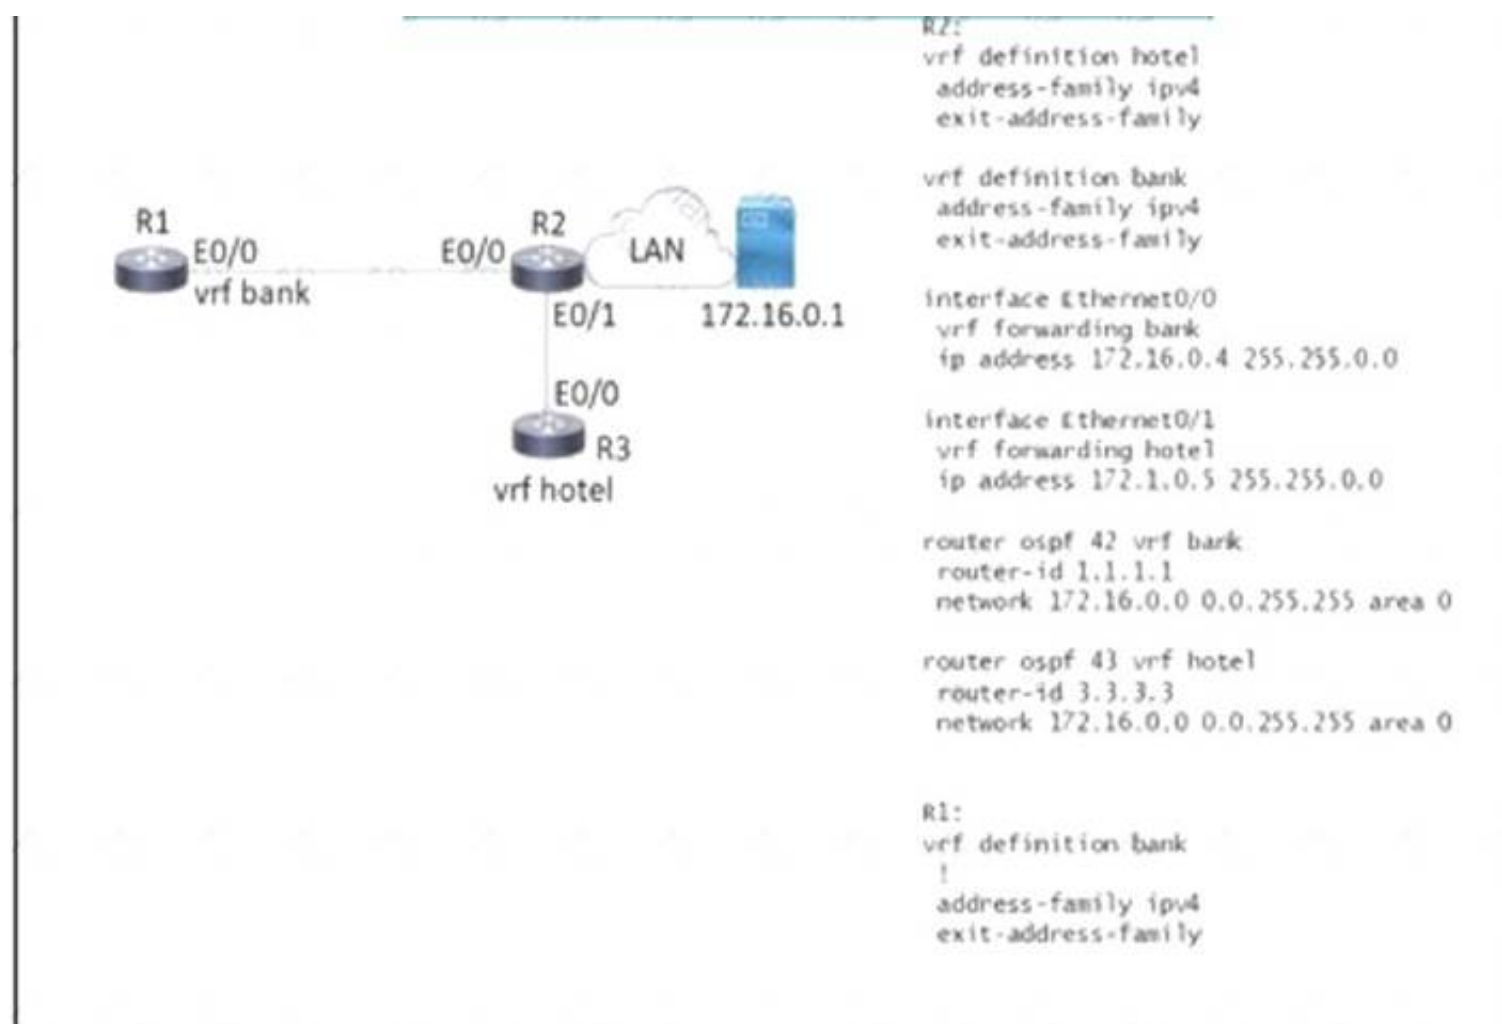 R1
E0/0
vrf bank
E0/0
R2
LAN
E0/1
172.16.0.1
E0/0
R3
vrf hotel
R2:
vrf definition hotel
address-family ipv4
exit-address-family
vrf definition bank
address-family ipv4
exit-address-family
interface Ethernet0/0
vrf forwarding bank
ip address 172.16.0.4 255.255.0.0
interface Ethernet0/1
vrf forwarding hotel
ip address 172.1.0.5 255.255.0.0
router ospf 42 vrf bank
router-id 1.1.1.1
network 172.16.0.0 0.0.255.255 area 0
router ospf 43 vrf hotel
router-id 3.3.3.3
network 172.16.0.0 0.0.255.255 area 0
R1:
vrf definition bank
!
address-family ipv4
exit-address-family